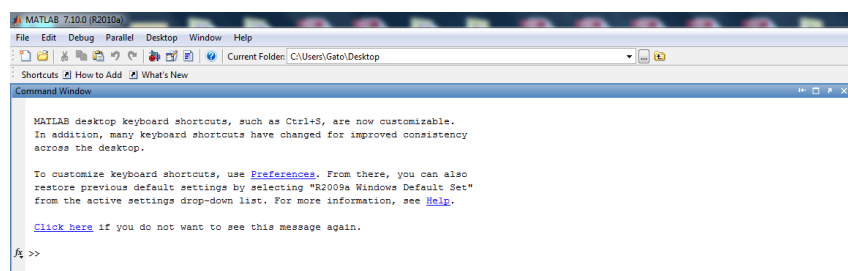 MATLAB 7.10.0 (R2010a)
File Edit Debug Parallel Desktop Window Help
Current Folder: C:\Users\Gato\Desktop
Shortcuts How to Add What's New
Command Window
MATLAB desktop keyboard shortcuts, such as Ctrl+S, are now customizable.
In addition, many keyboard shortcuts have changed for improved consistency
across the desktop.
To customize keyboard shortcuts, use Preferences. From there, you can also
restore previous default settings by selecting "R2009a Windows Default Set"
from the active settings drop-down list. For more information, see Help.
Click here if you do not want to see this message again.
fx >>